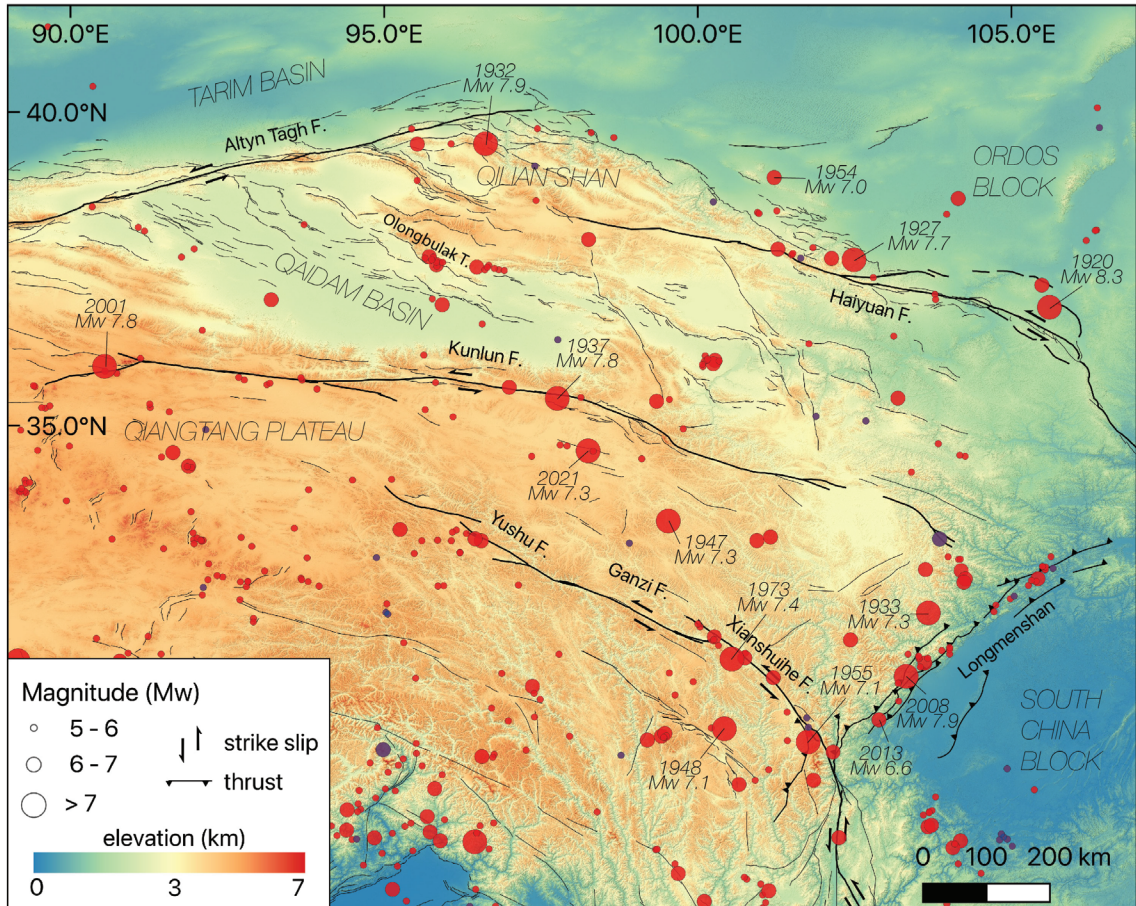 90.0°E
95.0°E
100.0°E
105.0°E
1932
Mw 7.9
TARIM BASIN
40.0°N
Altyn Tagh F.
QILIAN SHAN
1954
Mw 7.0
ORDOS
BLOCK
Olongbulak T.
1927
Mw 7.7
QAIDAM BASIN
1920
Mw 8.3
2001
Mw 7.8
Haiyuan F.
Kunlun F.
1937
Mw 7.8
35.0°N
QIANGTANG PLATEAU
2021
Mw 7.3
Yushu F.
1947
Mw 7.3
Ganzi F.
1973
Mw 7.4
1933
Mw 7.3
Xianshuihe F.
Longmenshan
1955
Mw 7.1
2008
Mw 7.9
SOUTH
CHINA
BLOCK
2013
Mw 6.6
1948
Mw 7.1
Magnitude (Mw)
5 - 6
6 - 7
> 7
strike slip
thrust
elevation (km)
0
3
7
0
100
200 km